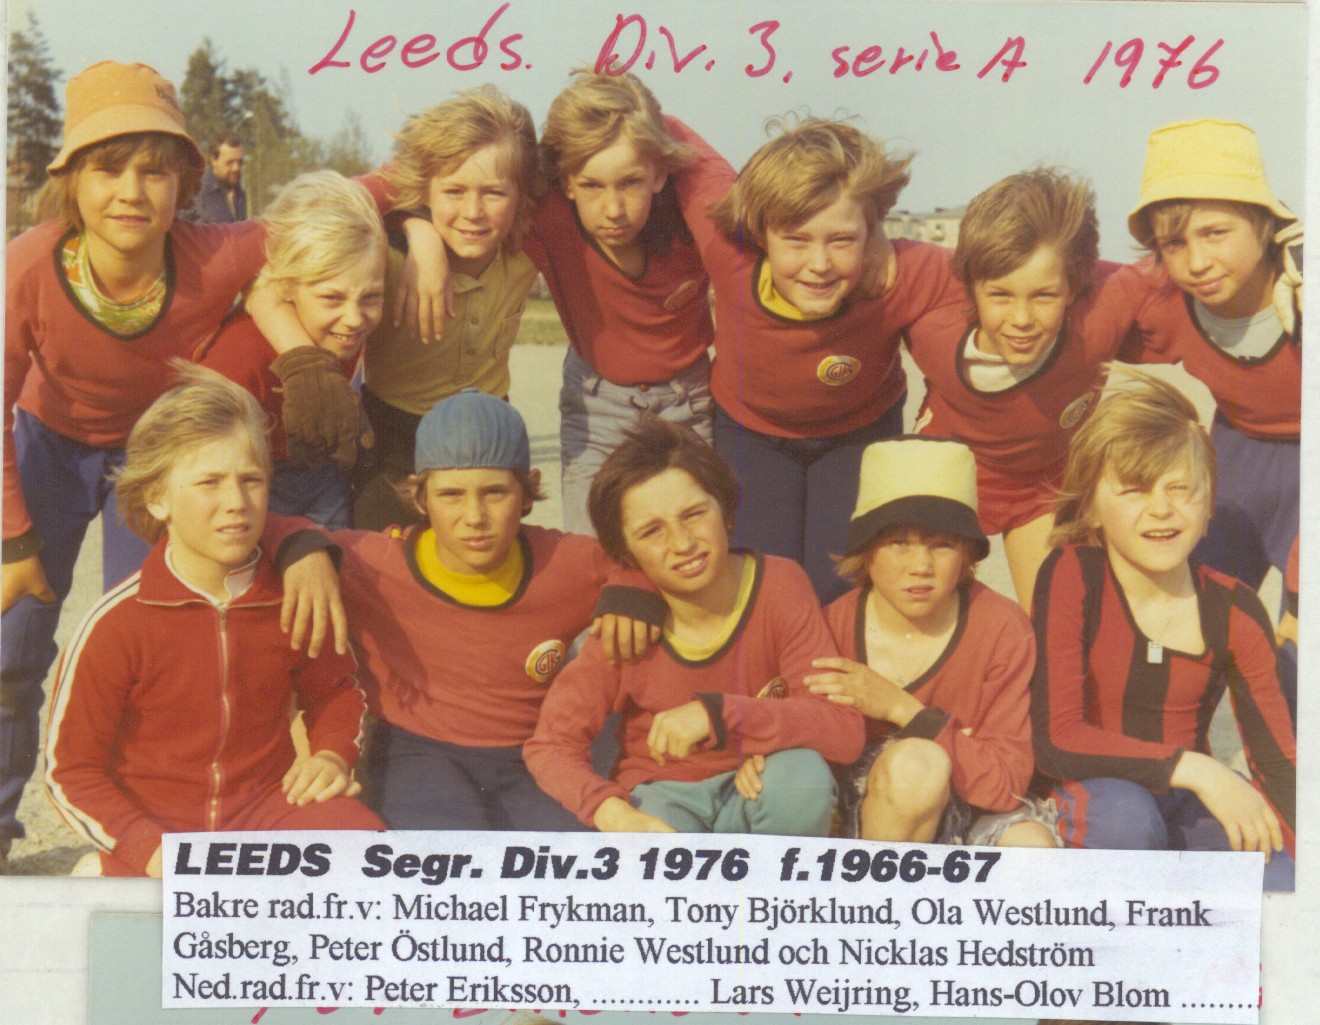 Leeds. Div. 3, serie A 1976
LEEDS Segr. Div.3 1976 f.1966-67
Bakre rad.fr.v: Michael Frykman, Tony Björklund, Ola Westlund, Frank
Gåsberg, Peter Östlund, Ronnie Westlund och Nicklas Hedström
Ned.rad.fr.v: Peter Eriksson, ............ Lars Weijring, Hans-Olov Blom .........